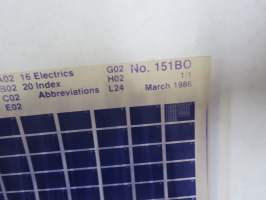 A02 15 Electrics G02 No. 151BO
B02 20 Index H02 1/1
C02 Abbreviations L24 March 1986
E02